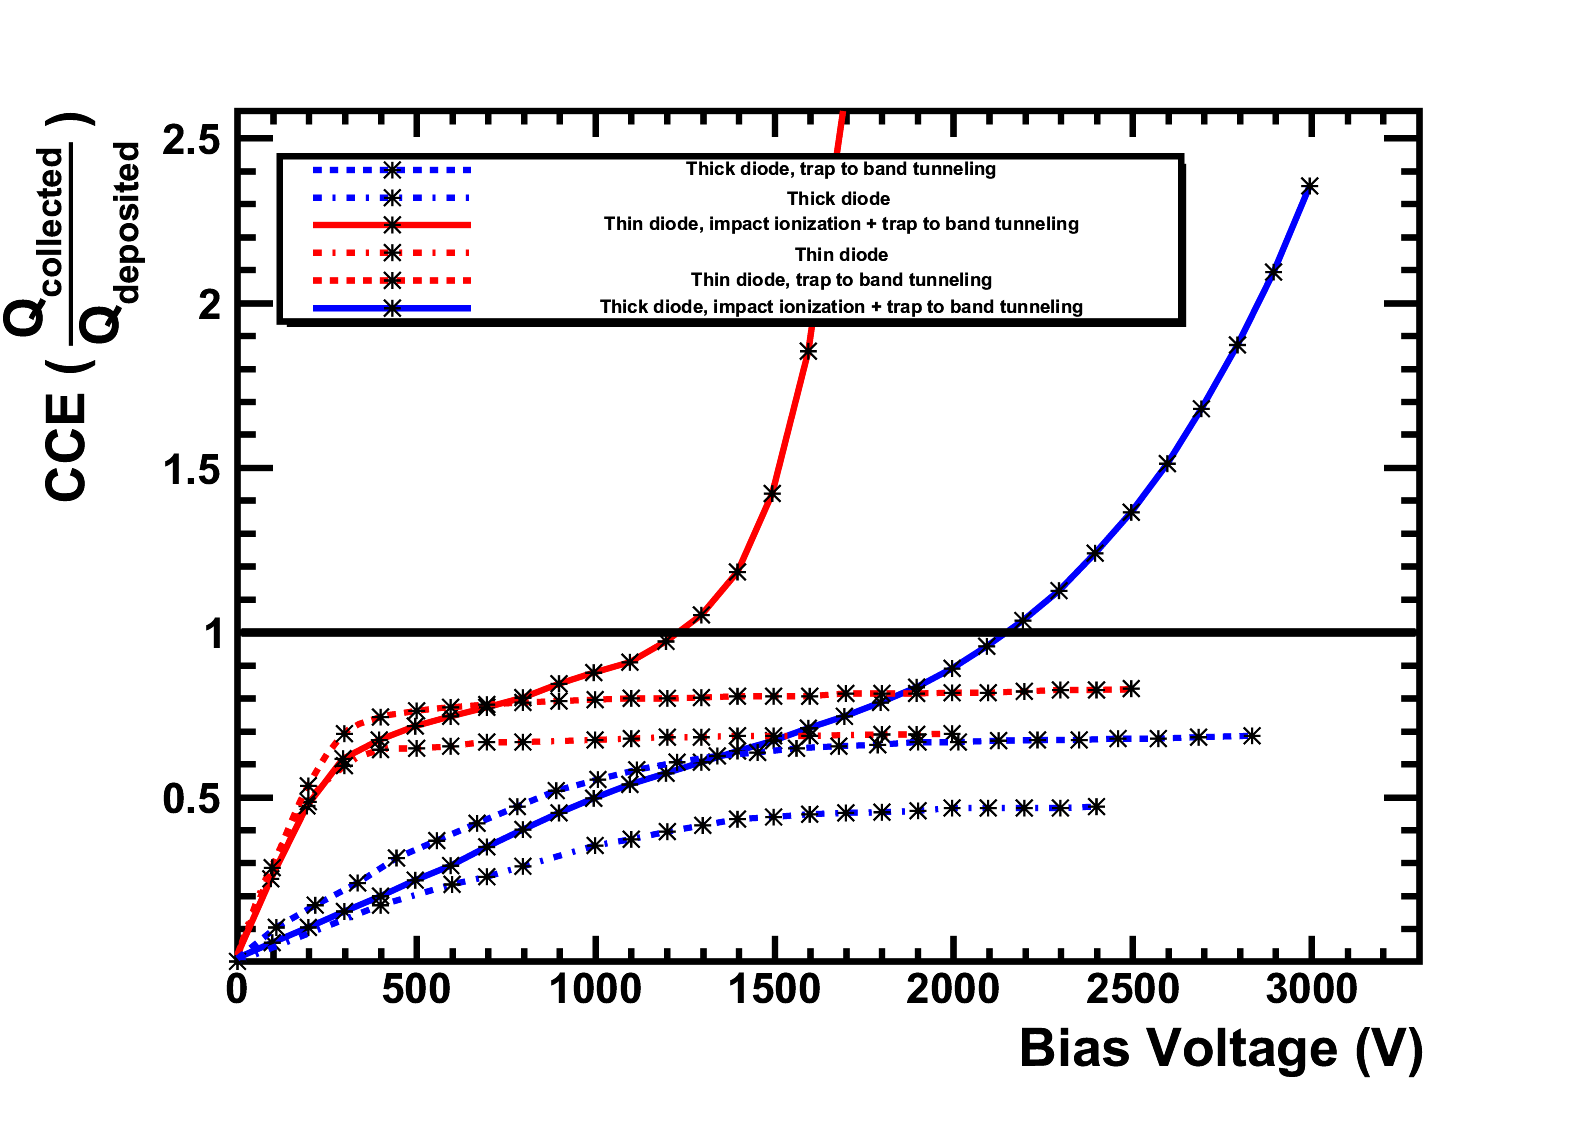 CCE ( Qcollected / Qdeposited )
2.5
2
1.5
1
0.5
Thick diode, trap to band tunneling
Thick diode
Thin diode, impact ionization + trap to band tunneling
Thin diode
Thin diode, trap to band tunneling
Thick diode, impact ionization + trap to band tunneling
0 500 1000 1500 2000 2500 3000
Bias Voltage (V)